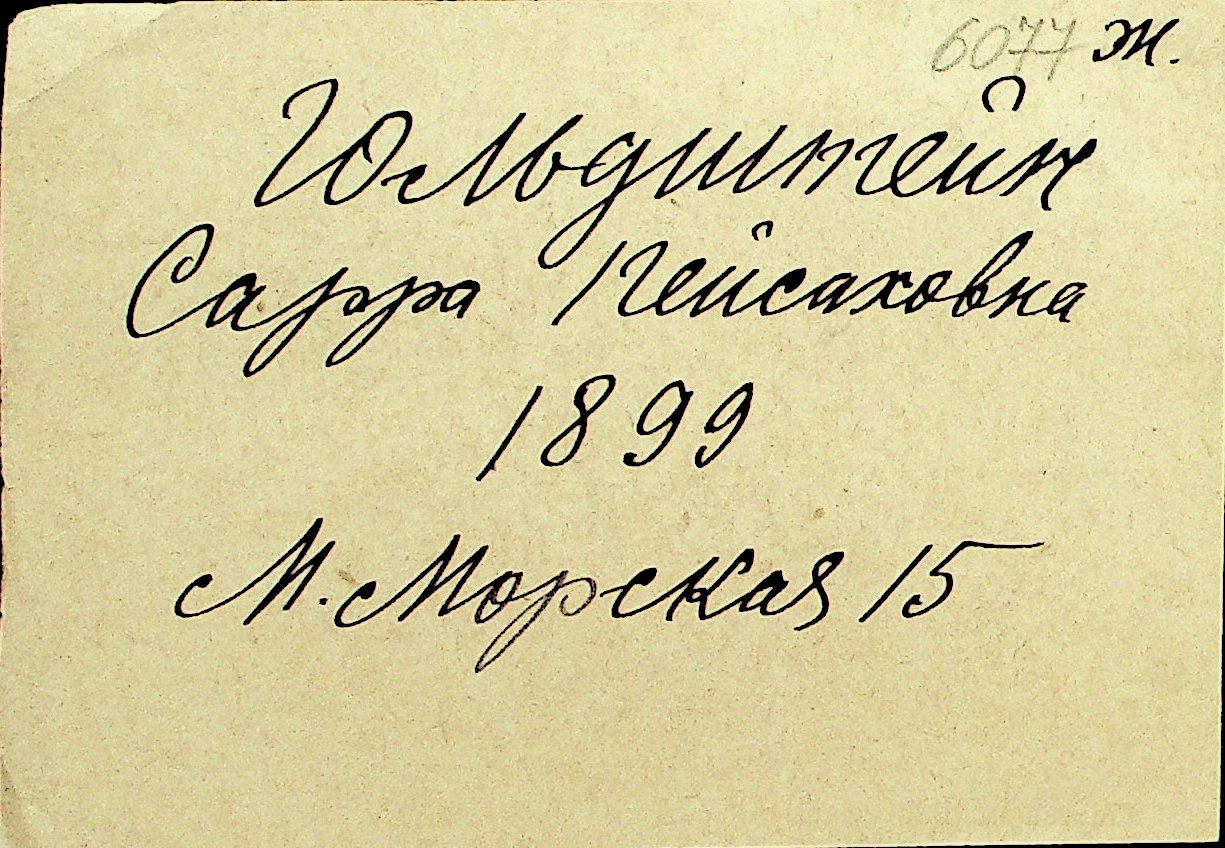 6077 ж.
Гольдштейн
Сарра Пейсаховна
1899
М. Морская 15